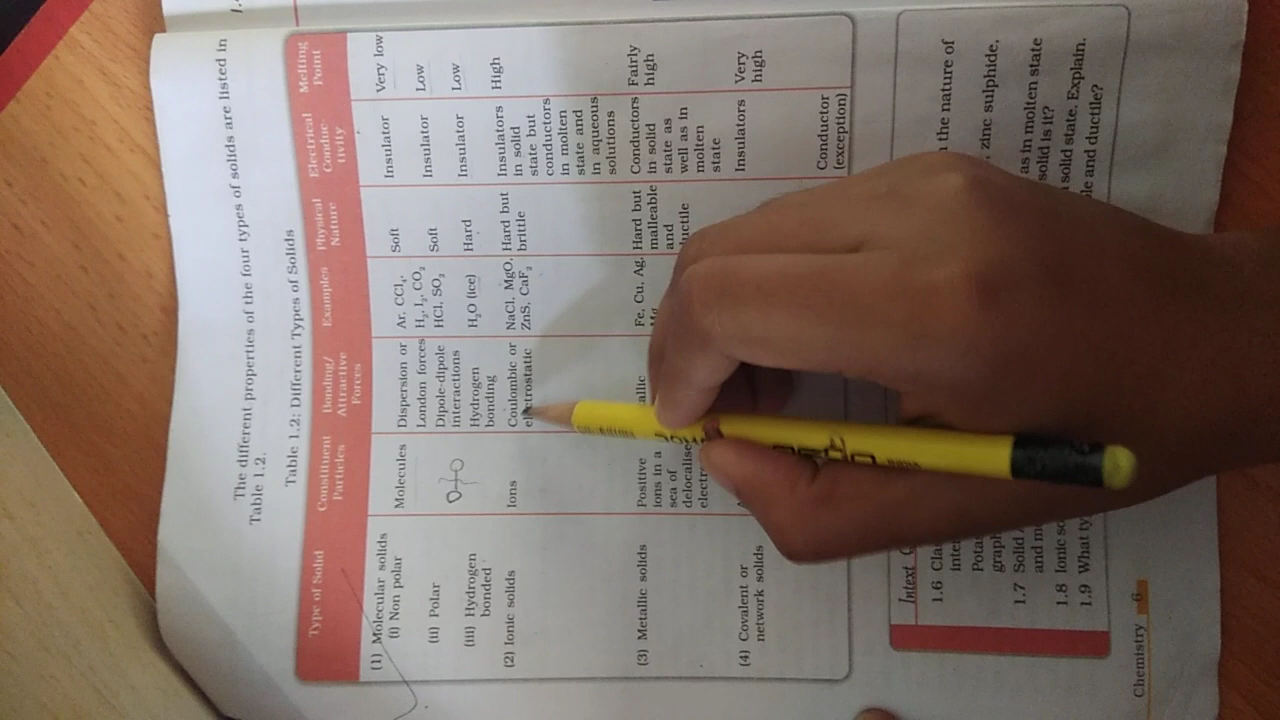 The different properties of the four types of solids are listed in
Table 1.2.
Table 1.2: Different Types of Solids
Type of Solid Constituent Particles Bonding/ Attractive Forces Examples Physical Nature Electrical Conduc- tivity Melting Point
(1) Molecular solids
(i) Non polar Molecules Dispersion or London forces Ar, CCl₄, H₂, I₂, CO₂ Soft Insulator Very low
(ii) Polar Dipole-dipole interactions HCl, SO₂ Soft Insulator Low
(iii) Hydrogen bonded Hydrogen bonding H₂O (ice) Hard Insulator Low
(2) Ionic solids Ions Coulombic or electrostatic NaCl, MgO, ZnS, CaF₂ Hard but brittle Insulators in solid state but conductors in molten state and in aqueous solutions High
(3) Metallic solids Positive ions in a sea of Fe, Cu, Ag, Hard but malleable and Conductors in solid state as well as in molten state Fairly high
(4) Covalent or network solids Insulators Very high
Conductor (exception)
Intext
1.6 the nature of
zinc sulphide,
1.7 Solid as in molten state
solid is it?
1.8 Ionic solid state. Explain.
1.9 What and ductile?
Chemistry 6